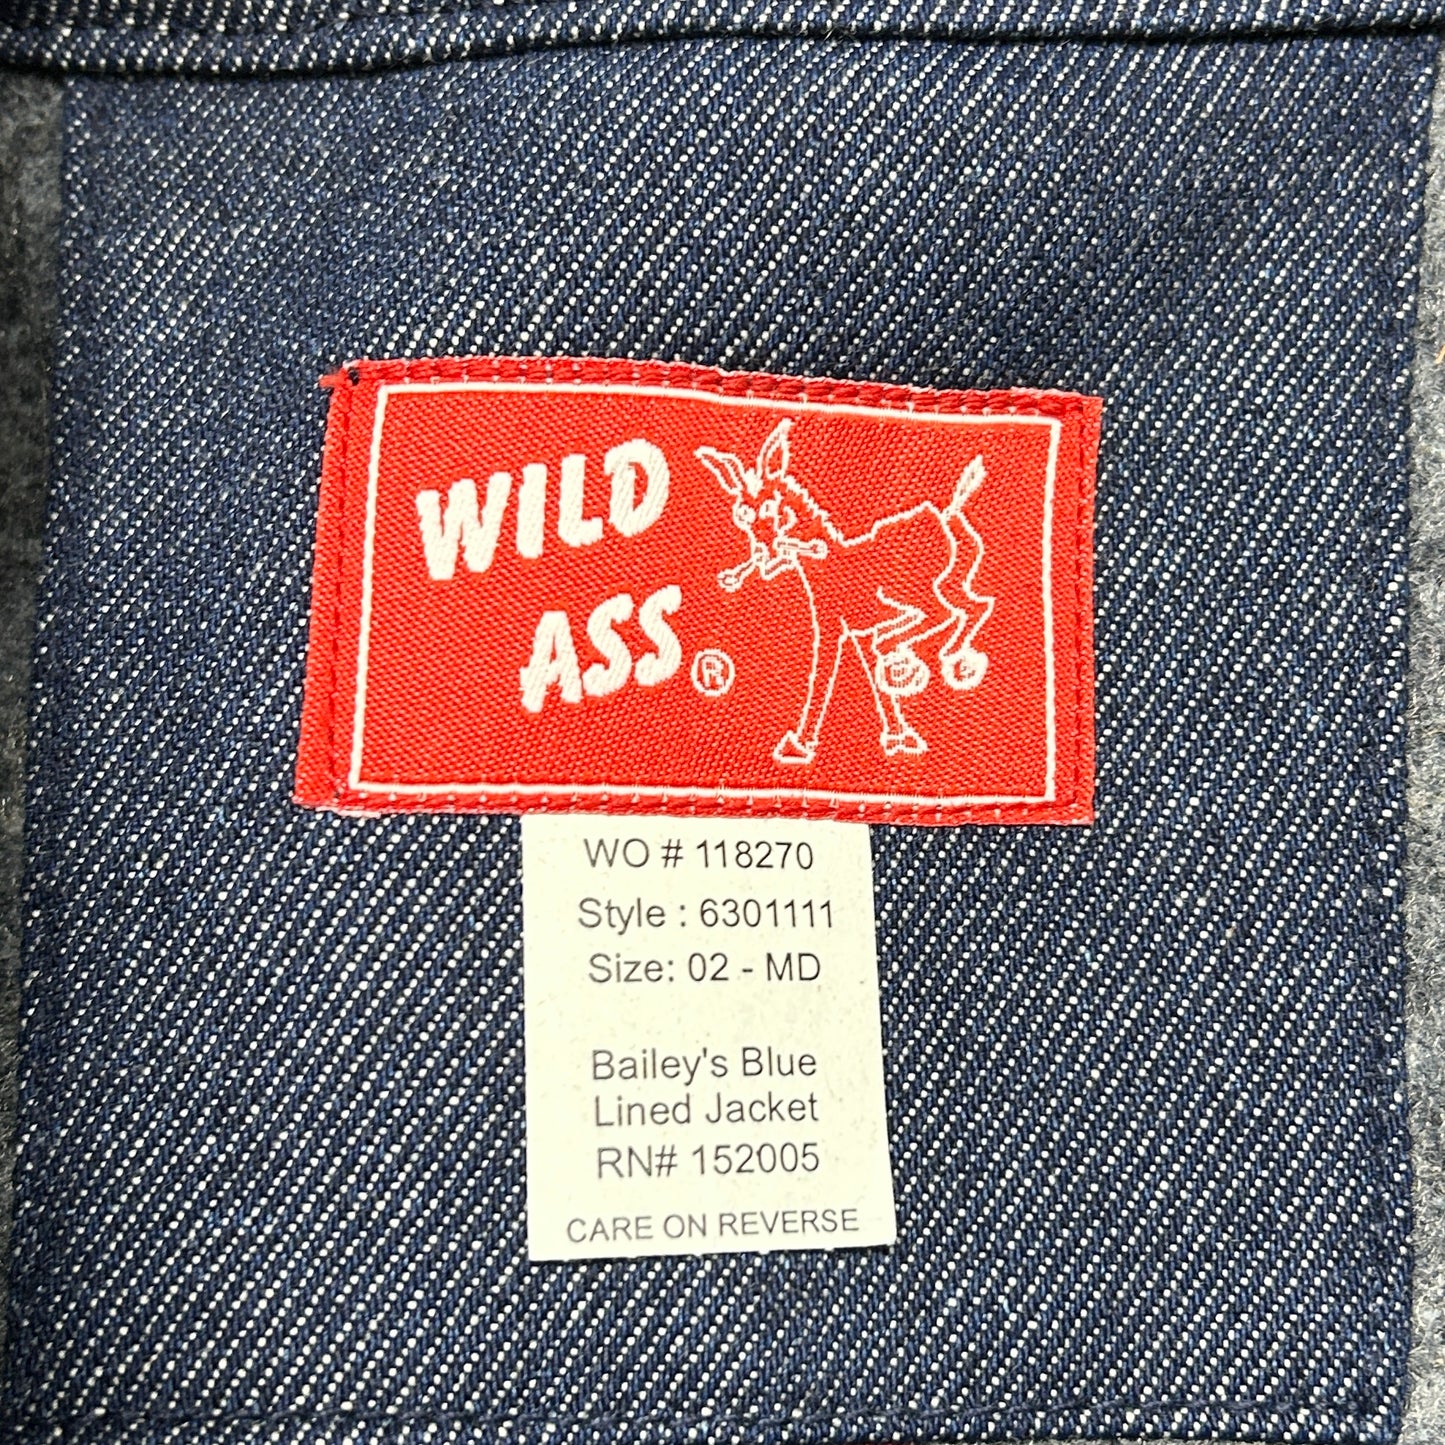 WILD
ASS ®
WO # 118270
Style : 6301111
Size: 02 - MD
Bailey's Blue
Lined Jacket
RN# 152005
CARE ON REVERSE